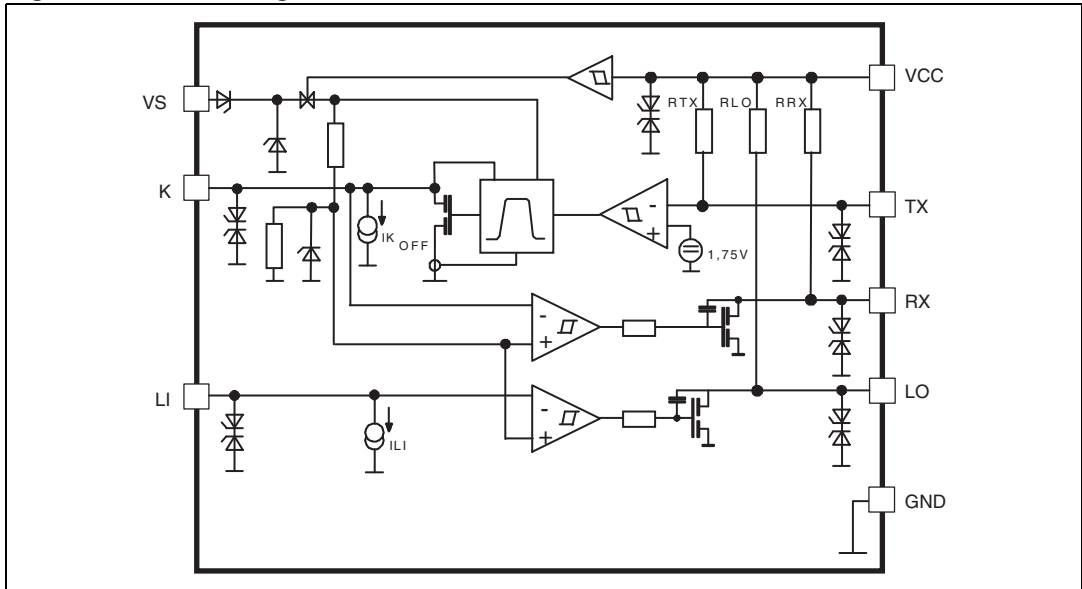 VS
VCC
RTX
RLO
RRX
K
TX
-
+
IK
OFF
1,75V
RX
-
+
LI
LO
-
+
ILI
GND